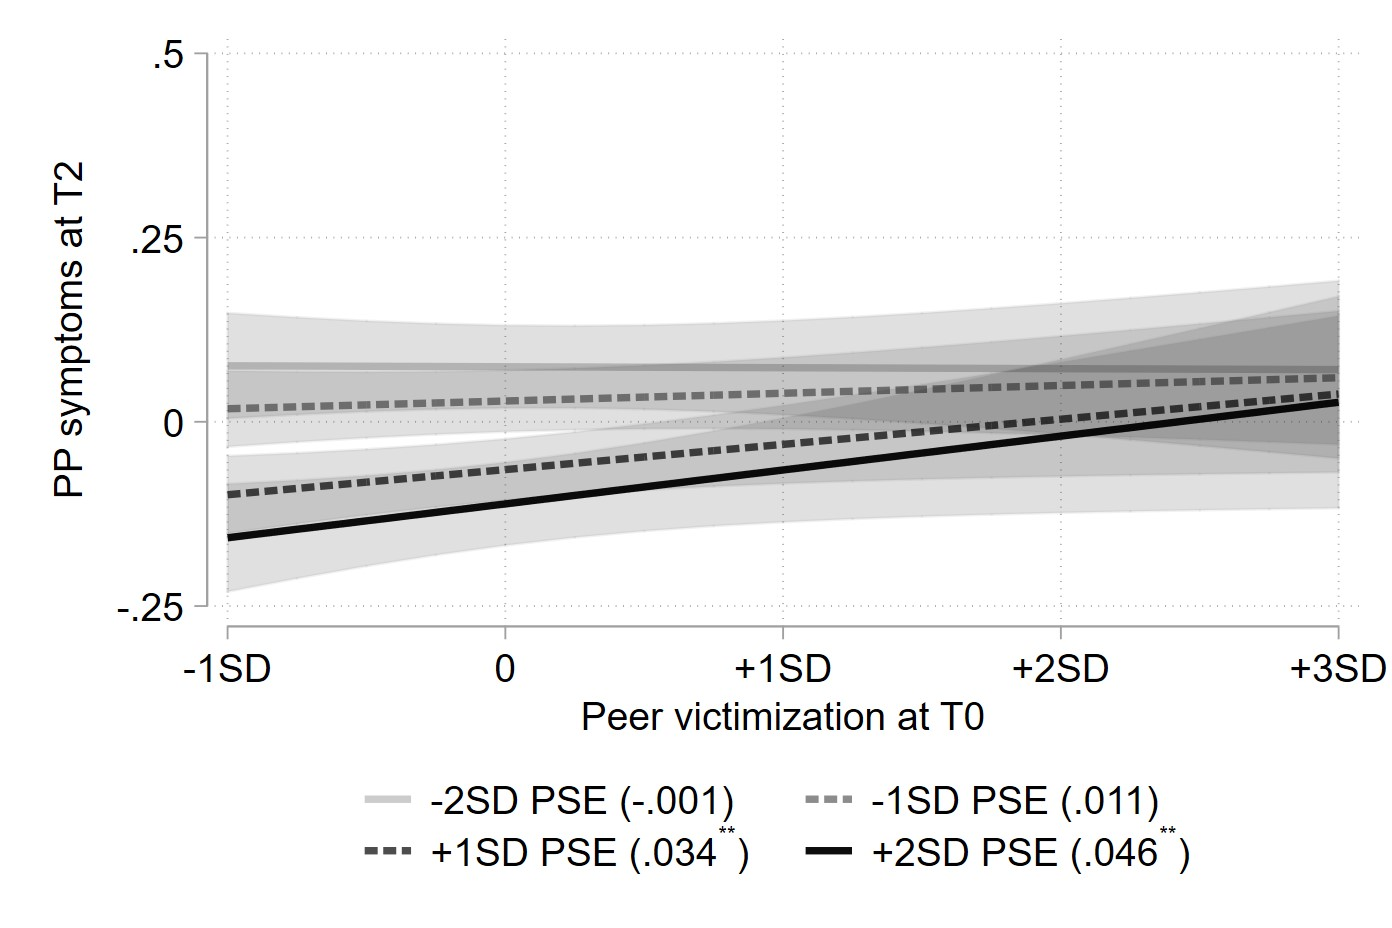 .5
.25
0
-.25
PP symptoms at T2
-1SD 0 +1SD +2SD +3SD
Peer victimization at T0
-2SD PSE (-.001) -1SD PSE (.011)
+1SD PSE (.034**) +2SD PSE (.046**)